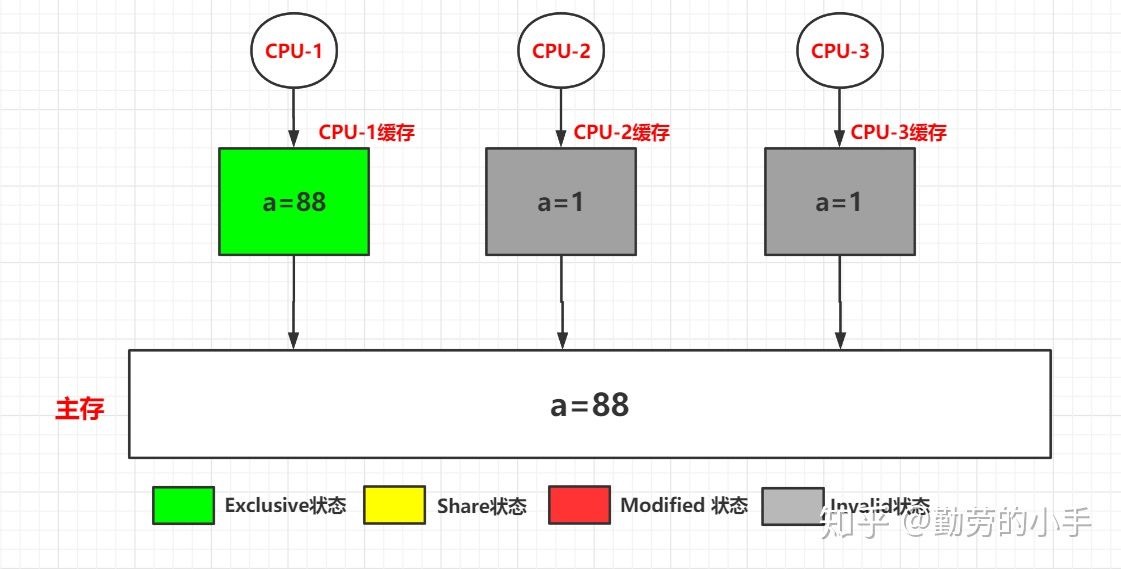 CPU-1
CPU-2
CPU-3
CPU-1缓存
CPU-2缓存
CPU-3缓存
a=88
a=1
a=1
主存
a=88
Exclusive状态
Share状态
Modified 状态
Invalid状态
知乎 @勤劳的小手